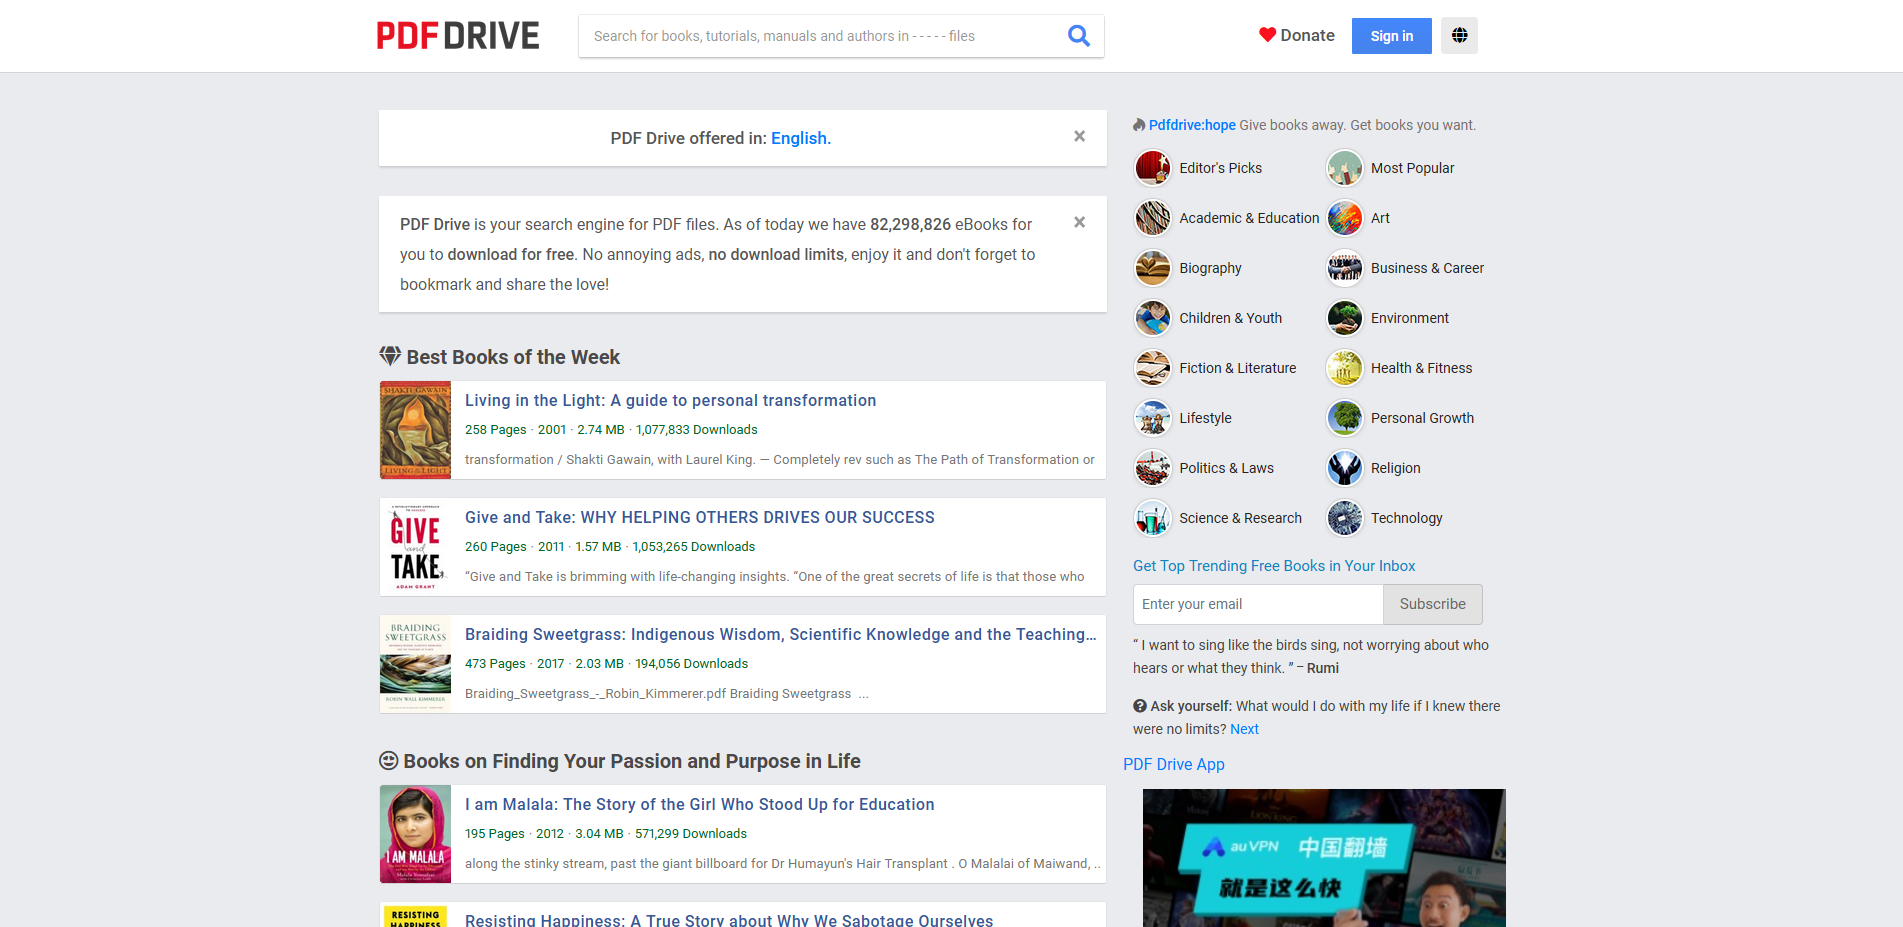 PDFDRIVE
Search for books, tutorials, manuals and authors in - - - - - files
Donate
Sign in
PDF Drive offered in: English.
×
PDF Drive is your search engine for PDF files. As of today we have 82,298,826 eBooks for
you to download for free. No annoying ads, no download limits, enjoy it and don't forget to
bookmark and share the love!
×
Best Books of the Week
SHAKTI GAWAIN
LIVING IN THE LIGHT
Living in the Light: A guide to personal transformation
258 Pages · 2001 · 2.74 MB · 1,077,833 Downloads
transformation / Shakti Gawain, with Laurel King. — Completely rev such as The Path of Transformation or
GIVE
and
TAKE
ADAM GRANT
Give and Take: WHY HELPING OTHERS DRIVES OUR SUCCESS
260 Pages · 2011 · 1.57 MB · 1,053,265 Downloads
“Give and Take is brimming with life-changing insights. “One of the great secrets of life is that those who
BRAIDING
SWEETGRASS
ROBIN WALL KIMMERER
Braiding Sweetgrass: Indigenous Wisdom, Scientific Knowledge and the Teaching...
473 Pages · 2017 · 2.03 MB · 194,056 Downloads
Braiding_Sweetgrass_-_Robin_Kimmerer.pdf Braiding Sweetgrass ...
Books on Finding Your Passion and Purpose in Life
I AM MALALA
I am Malala: The Story of the Girl Who Stood Up for Education
195 Pages · 2012 · 3.04 MB · 571,299 Downloads
along the stinky stream, past the giant billboard for Dr Humayun's Hair Transplant . O Malalai of Maiwand, ..
RESISTING
HAPPINESS
Resisting Happiness: A True Story about Why We Sabotage Ourselves
Pdfdrive:hope Give books away. Get books you want.
Editor's Picks
Most Popular
Academic & Education
Art
Biography
Business & Career
Children & Youth
Environment
Fiction & Literature
Health & Fitness
Lifestyle
Personal Growth
Politics & Laws
Religion
Science & Research
Technology
Get Top Trending Free Books in Your Inbox
Enter your email
Subscribe
“ I want to sing like the birds sing, not worrying about who
hears or what they think. ” – Rumi
Ask yourself: What would I do with my life if I knew there
were no limits? Next
PDF Drive App
auVPN 中国翻墙
就是这么快